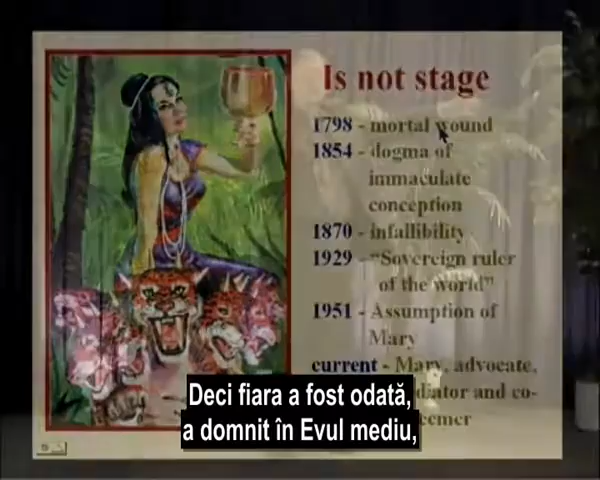 Is not stage
1798 - mortal wound
1854 - dogma of
immaculate
conception
1870 - infallibility
1929 - "Sovereign ruler
of the world"
1951 - Assumption of
Mary
current - Mary, advocate,
diator and co-
eemer
Deci fiara a fost odată,
a domnit în Evul mediu,